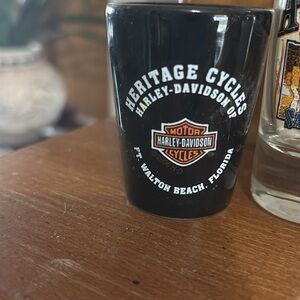 HERITAGE CYCLES
HARLEY-DAVIDSON OF
MOTOR
HARLEY-DAVIDSON
CYCLES
FT. WALTON BEACH, FLORIDA